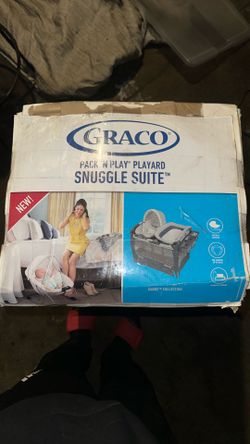 GRACO®
PACK 'N PLAY® PLAYARD
SNUGGLE SUITE™
NEW!